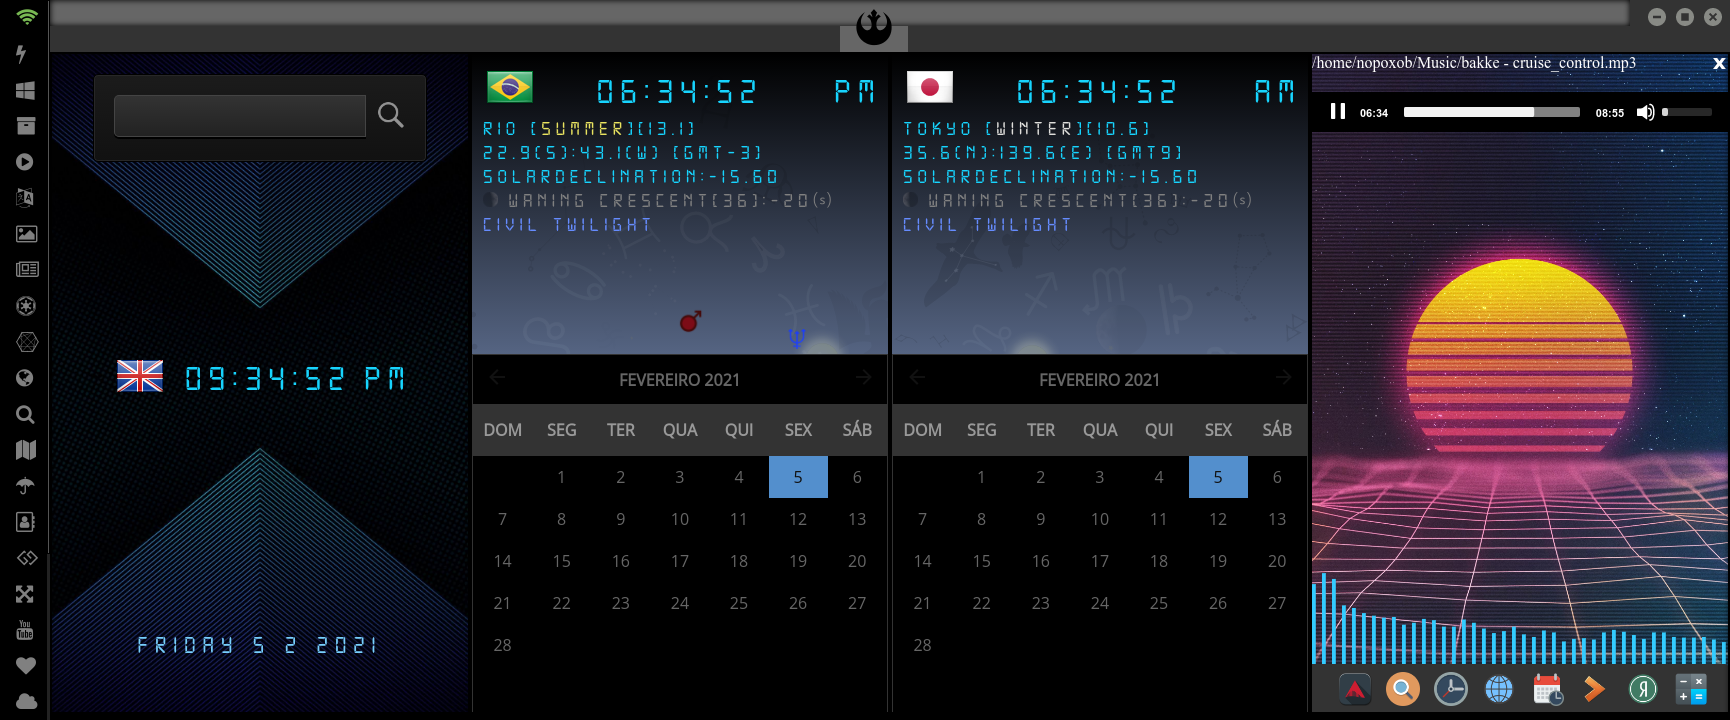 09:34:52 PM
FRIDAY 5 2 2021
06:34:52 PM
RIO [SUMMER][13.1]
22.9(S):43.1(W) [GMT-3]
SOLARDECLINATION:-15.60
WANING CRESCENT[36]:-20(s)
CIVIL TWILIGHT
FEVEREIRO 2021
DOM SEG TER QUA QUI SEX SÁB
1 2 3 4 5 6
7 8 9 10 11 12 13
14 15 16 17 18 19 20
21 22 23 24 25 26 27
28
06:34:52 AM
TOKYO [WINTER][10.6]
35.6(N):139.6(E) [GMT9]
SOLARDECLINATION:-15.60
WANING CRESCENT[36]:-20(s)
CIVIL TWILIGHT
FEVEREIRO 2021
DOM SEG TER QUA QUI SEX SÁB
1 2 3 4 5 6
7 8 9 10 11 12 13
14 15 16 17 18 19 20
21 22 23 24 25 26 27
28
/home/nopoxob/Music/bakke - cruise_control.mp3 x
06:34 08:55
You
Tube
Я